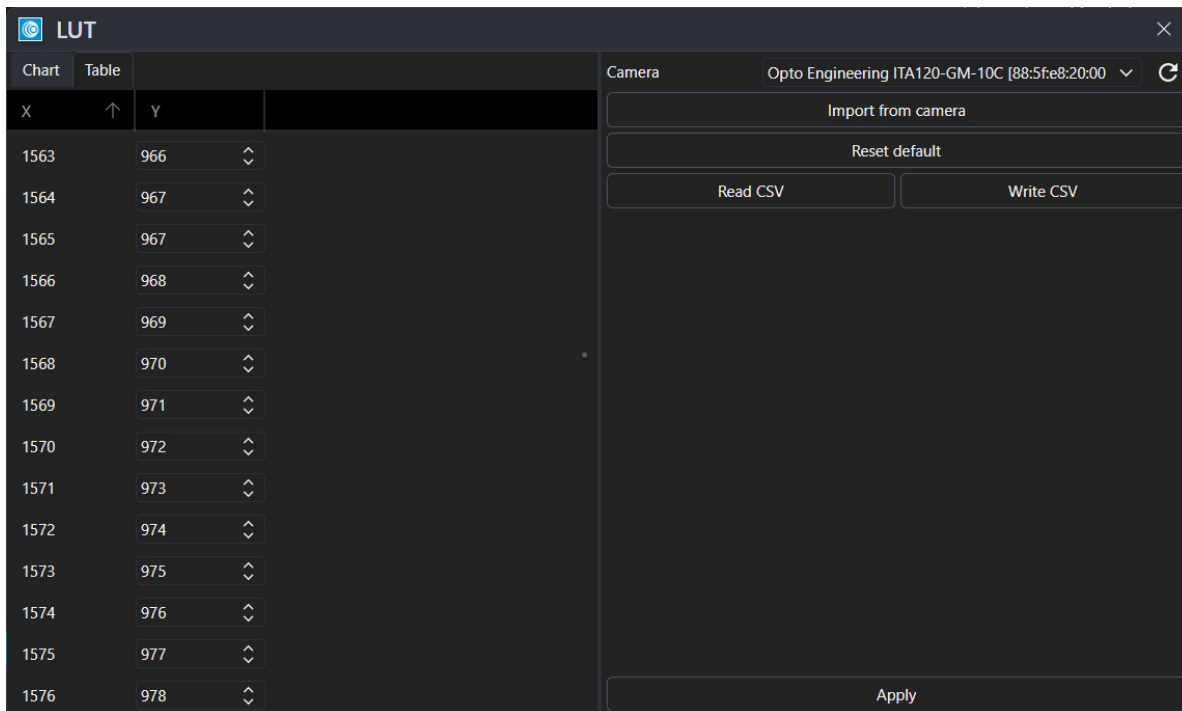 LUT
Chart Table
X Y
1563 966
1564 967
1565 967
1566 968
1567 969
1568 970
1569 971
1570 972
1571 973
1572 974
1573 975
1574 976
1575 977
1576 978
Camera Opto Engineering ITA120-GM-10C [88:5f:e8:20:00
Import from camera
Reset default
Read CSV Write CSV
Apply